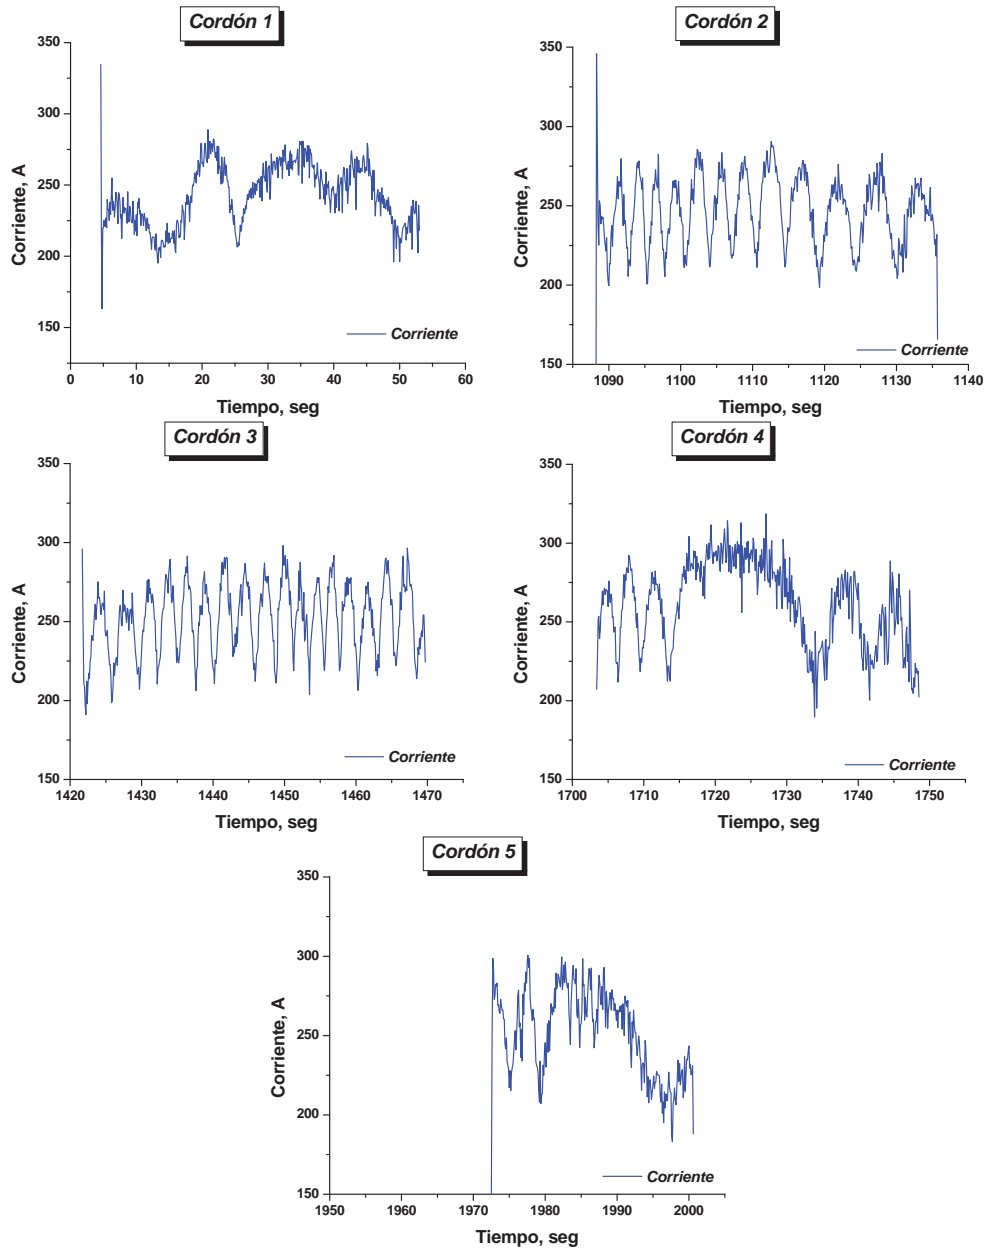 Cordón 1
350
300
250
200
150
Corriente, A
Corriente
0 10 20 30 40 50 60
Tiempo, seg
Cordón 2
350
300
250
200
150
Corriente, A
Corriente
1090 1100 1110 1120 1130 1140
Tiempo, seg
Cordón 3
350
300
250
200
150
Corriente, A
Corriente
1420 1430 1440 1450 1460 1470
Tiempo, seg
Cordón 4
350
300
250
200
150
Corriente, A
Corriente
1700 1710 1720 1730 1740 1750
Tiempo, seg
Cordón 5
350
300
250
200
150
Corriente, A
Corriente
1950 1960 1970 1980 1990 2000
Tiempo, seg